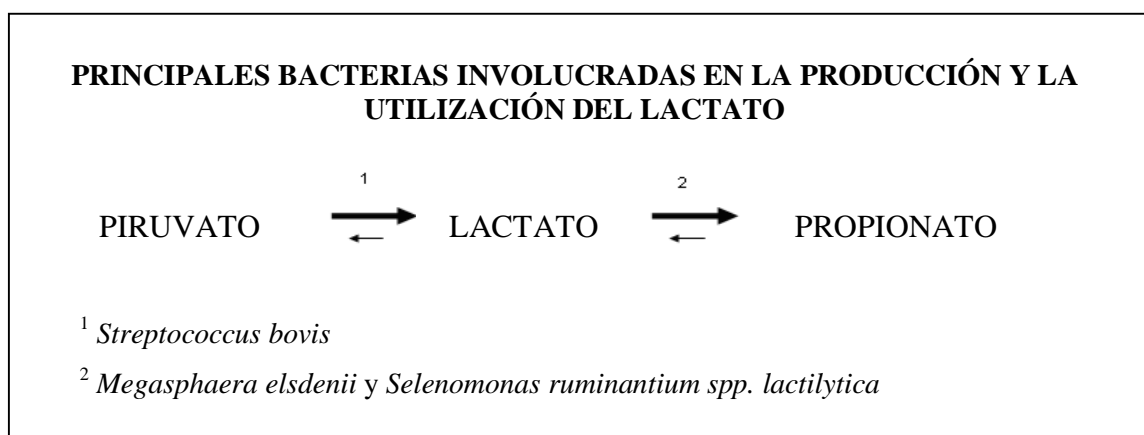 PRINCIPALES BACTERIAS INVOLUCRADAS EN LA PRODUCCIÓN Y LA
UTILIZACIÓN DEL LACTATO
1 2
PIRUVATO LACTATO PROPIONATO
1 Streptococcus bovis
2 Megasphaera elsdenii y Selenomonas ruminantium spp. lactilytica